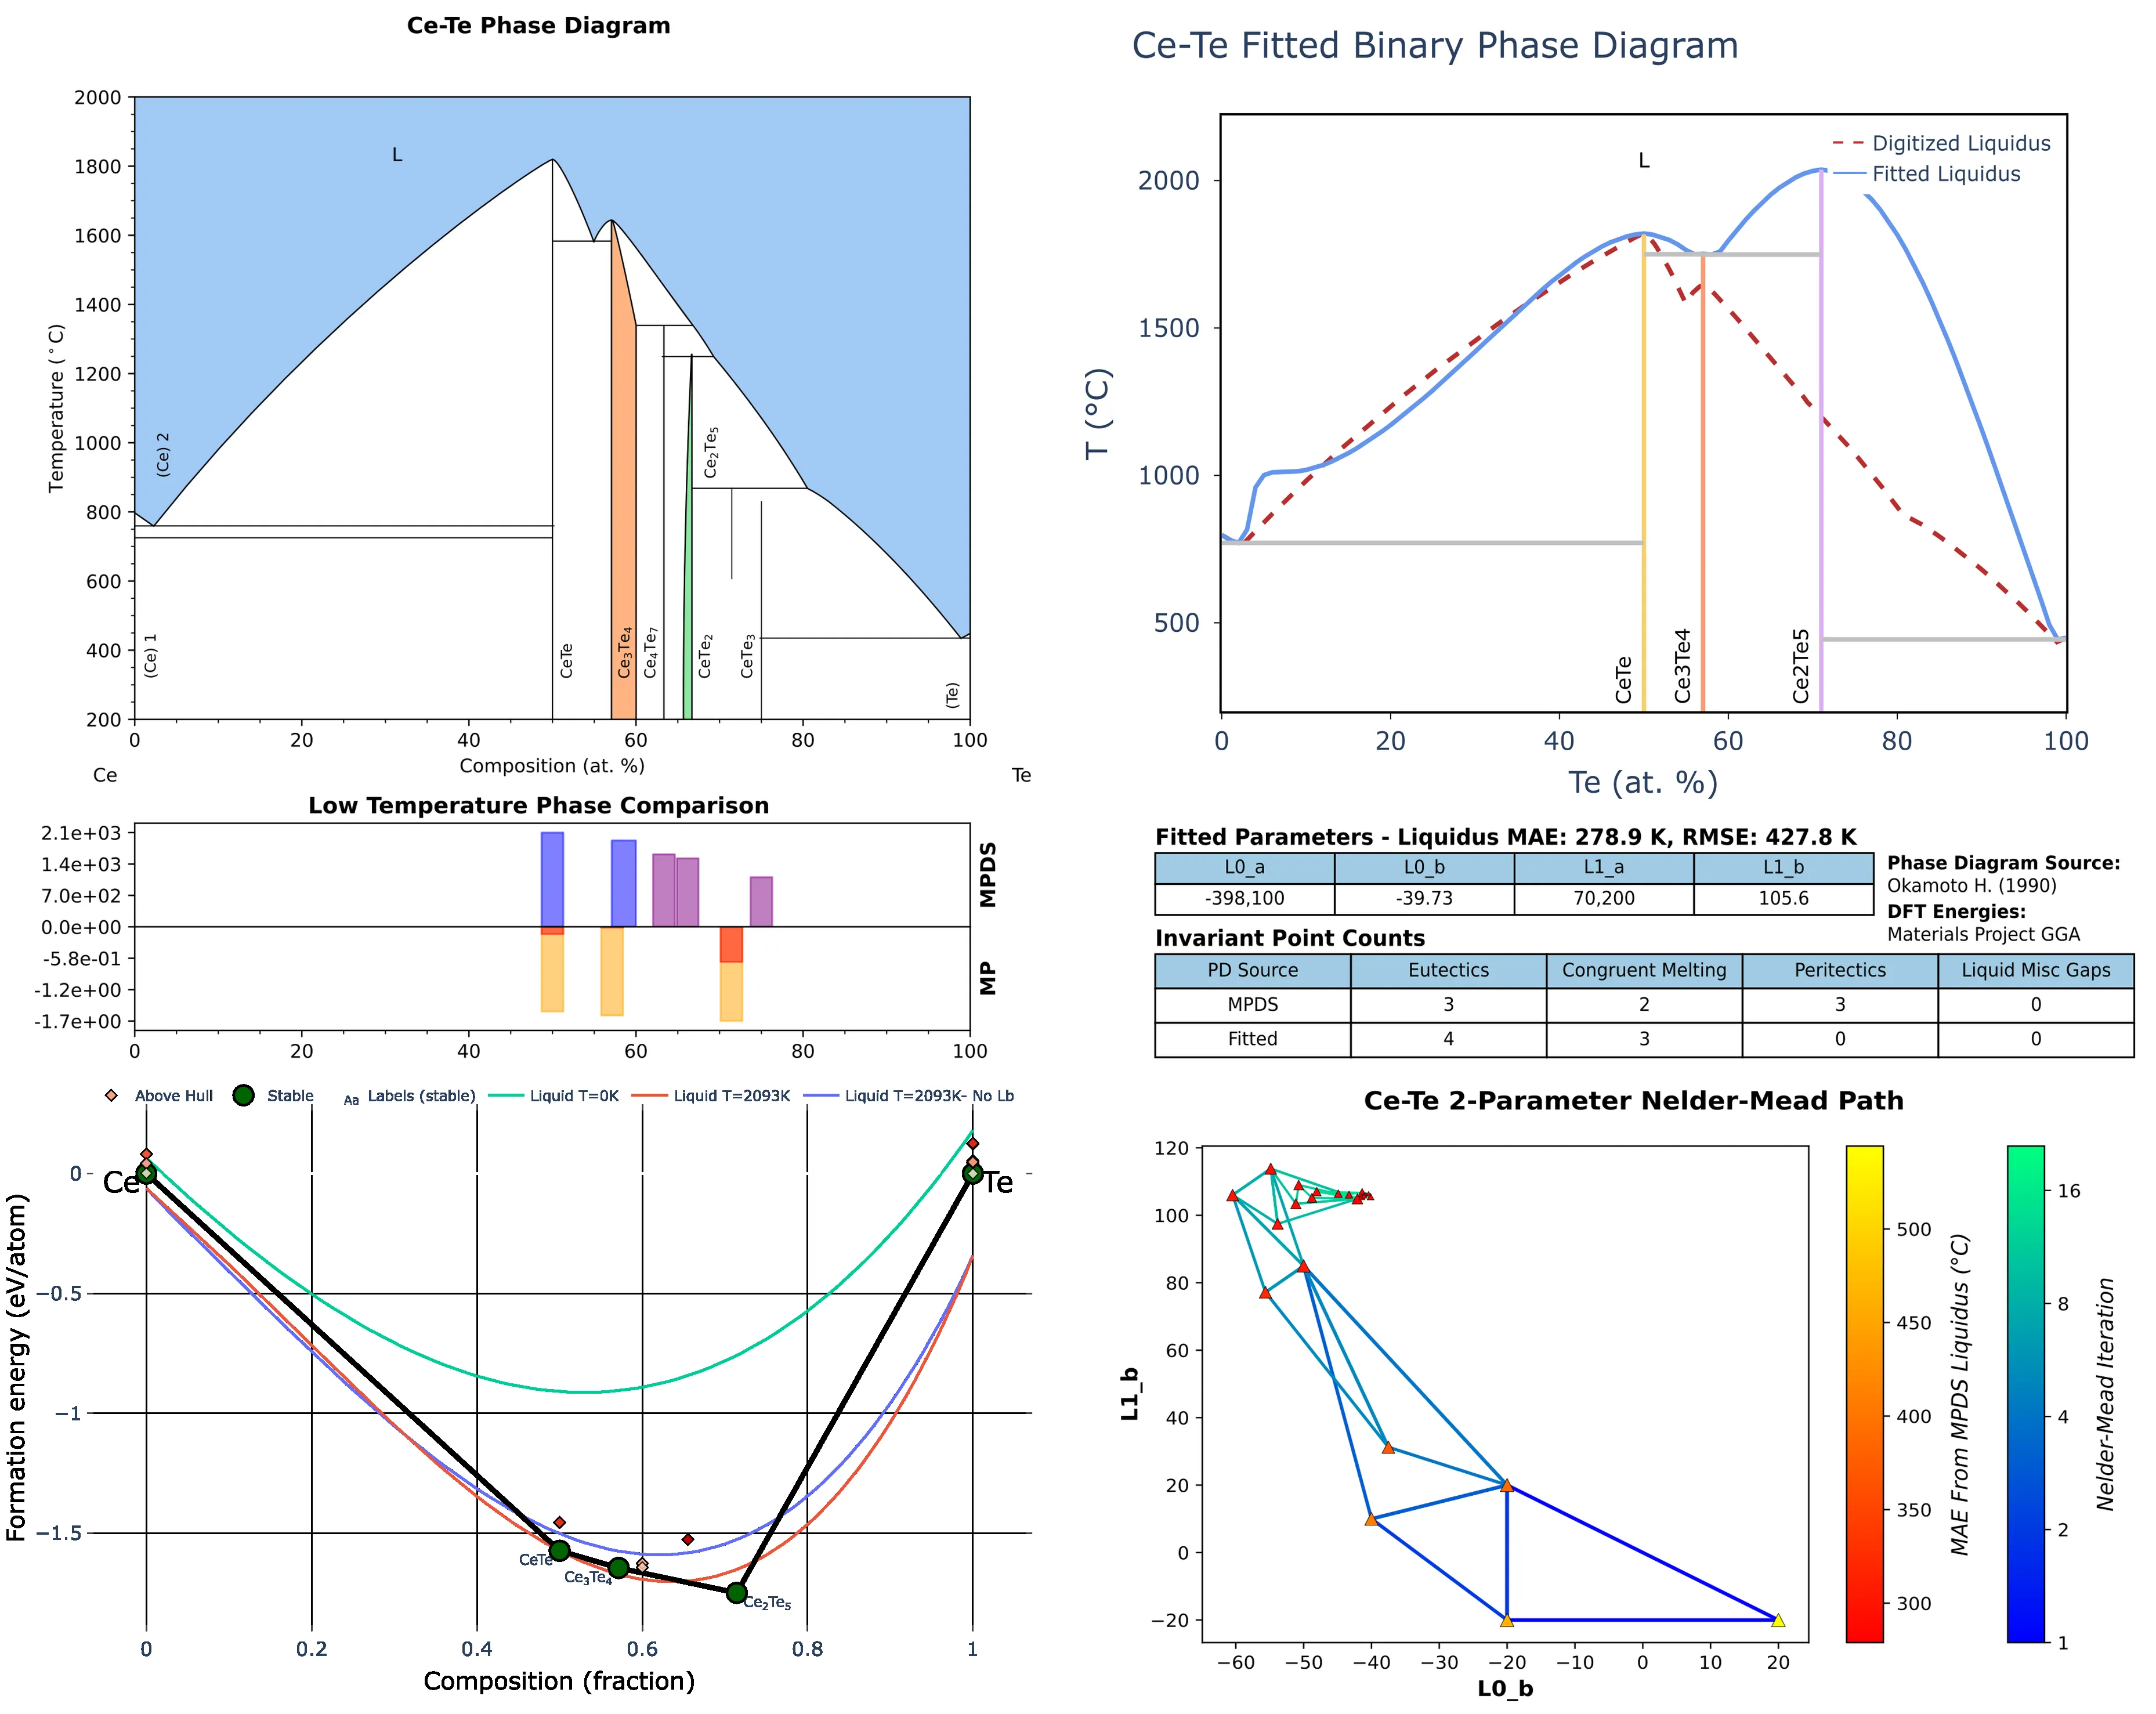 Ce-Te Phase Diagram
2000
1800
1600
1400
1200
1000
800
600
400
200
Temperature (°C)
L
(Ce) 2
(Ce) 1
CeTe
Ce3Te4
Ce4Te7
CeTe2
Ce2Te5
CeTe3
(Te)
0 20 40 60 80 100
Composition (at. %)
Ce Te
Ce-Te Fitted Binary Phase Diagram
Digitized Liquidus
Fitted Liquidus
L
2000
1500
1000
500
T (°C)
CeTe
Ce3Te4
Ce2Te5
0 20 40 60 80 100
Te (at. %)
Low Temperature Phase Comparison
2.1e+03
1.4e+03
7.0e+02
0.0e+00
-5.8e-01
-1.2e+00
-1.7e+00
MPDS
MP
0 20 40 60 80 100
Fitted Parameters - Liquidus MAE: 278.9 K, RMSE: 427.8 K
L0_a L0_b L1_a L1_b
-398,100 -39.73 70,200 105.6
Phase Diagram Source:
Okamoto H. (1990)
DFT Energies:
Materials Project GGA
Invariant Point Counts
PD Source Eutectics Congruent Melting Peritectics Liquid Misc Gaps
MPDS 3 2 3 0
Fitted 4 3 0 0
Above Hull Stable Aa Labels (stable) Liquid T=0K Liquid T=2093K Liquid T=2093K- No Lb
0
−0.5
−1
−1.5
Formation energy (eV/atom)
Ce
Te
CeTe
Ce3Te4
Ce2Te5
0 0.2 0.4 0.6 0.8 1
Composition (fraction)
Ce-Te 2-Parameter Nelder-Mead Path
120
100
80
60
40
20
0
−20
L1_b
−60 −50 −40 −30 −20 −10 0 10 20
L0_b
500
450
400
350
300
MAE From MPDS Liquidus (°C)
16
8
4
2
1
Nelder-Mead Iteration